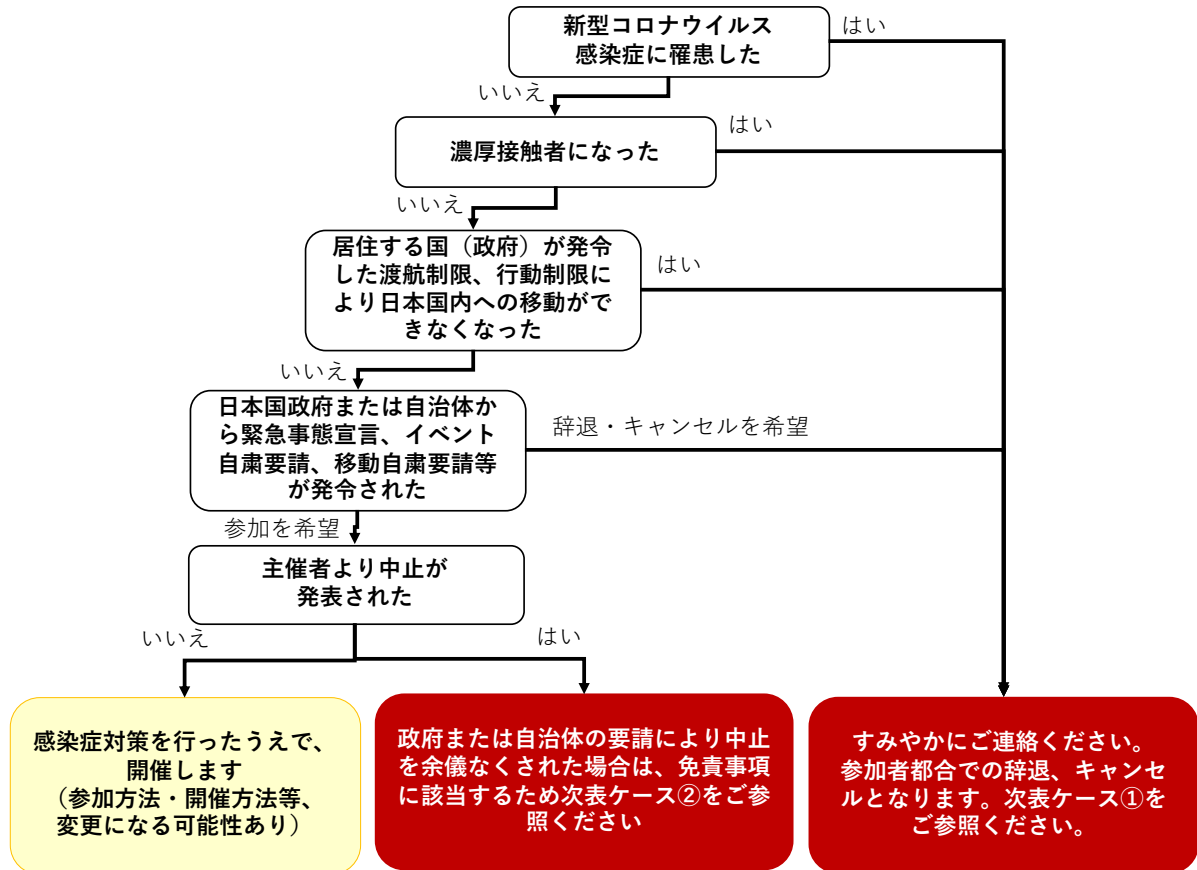 新型コロナウイルス
感染症に罹患した
はい
いいえ
濃厚接触者になった
はい
いいえ
居住する国（政府）が発令
した渡航制限、行動制限に
より日本国内への移動がで
きなくなった
はい
いいえ
日本国政府または自治体か
ら緊急事態宣言、イベント
自粛要請、移動自粛要請等
が発令された
辞退・キャンセルを希望
参加を希望
主催者より中止が
発表された
いいえ
はい
感染症対策を行ったうえで、
開催します
（参加方法・開催方法等、
変更になる可能性あり）
政府または自治体の要請により中止
を余儀なくされた場合は、免責事項
に該当するため次表ケース②をご参
照ください
すみやかにご連絡ください。
参加者都合での辞退、キャンセ
ルとなります。次表ケース①を
ご参照ください。